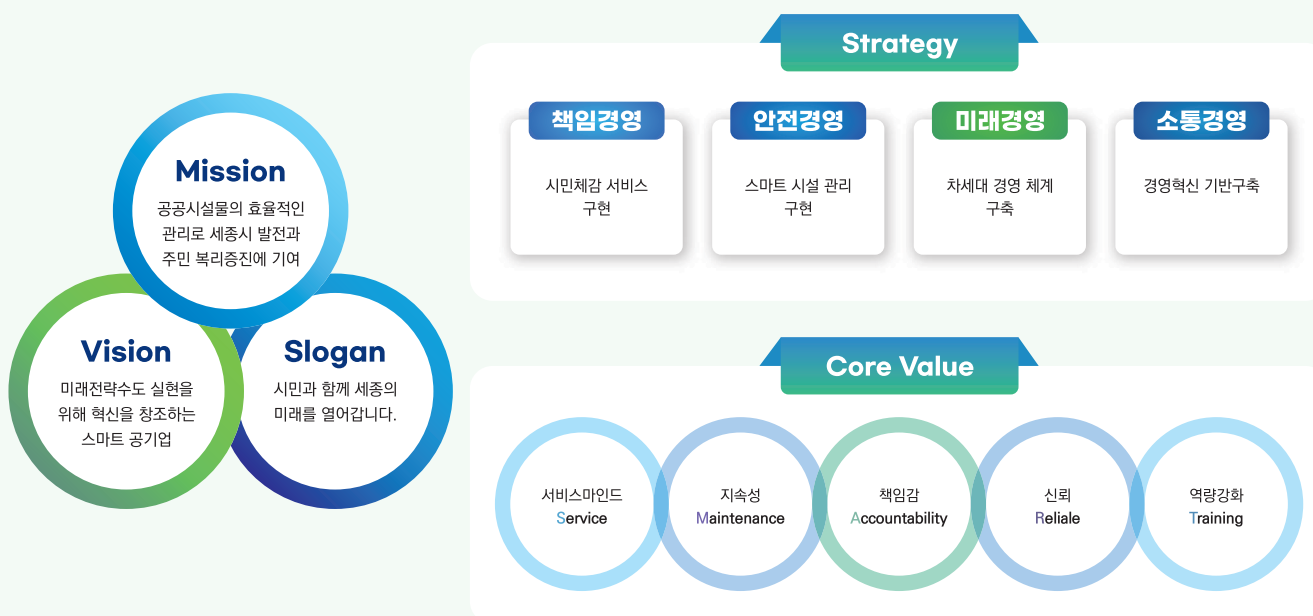 Mission
공공시설물의 효율적인
관리로 세종시 발전과
주민 복리증진에 기여
Vision
미래전략수도 실현을
위해 혁신을 창조하는
스마트 공기업
Slogan
시민과 함께 세종의
미래를 열어갑니다.
Strategy
책임경영
시민체감 서비스
구현
안전경영
스마트 시설 관리
구현
미래경영
차세대 경영 체계
구축
소통경영
경영혁신 기반구축
Core Value
서비스마인드
Service
지속성
Maintenance
책임감
Accountability
신뢰
Reliale
역량강화
Training